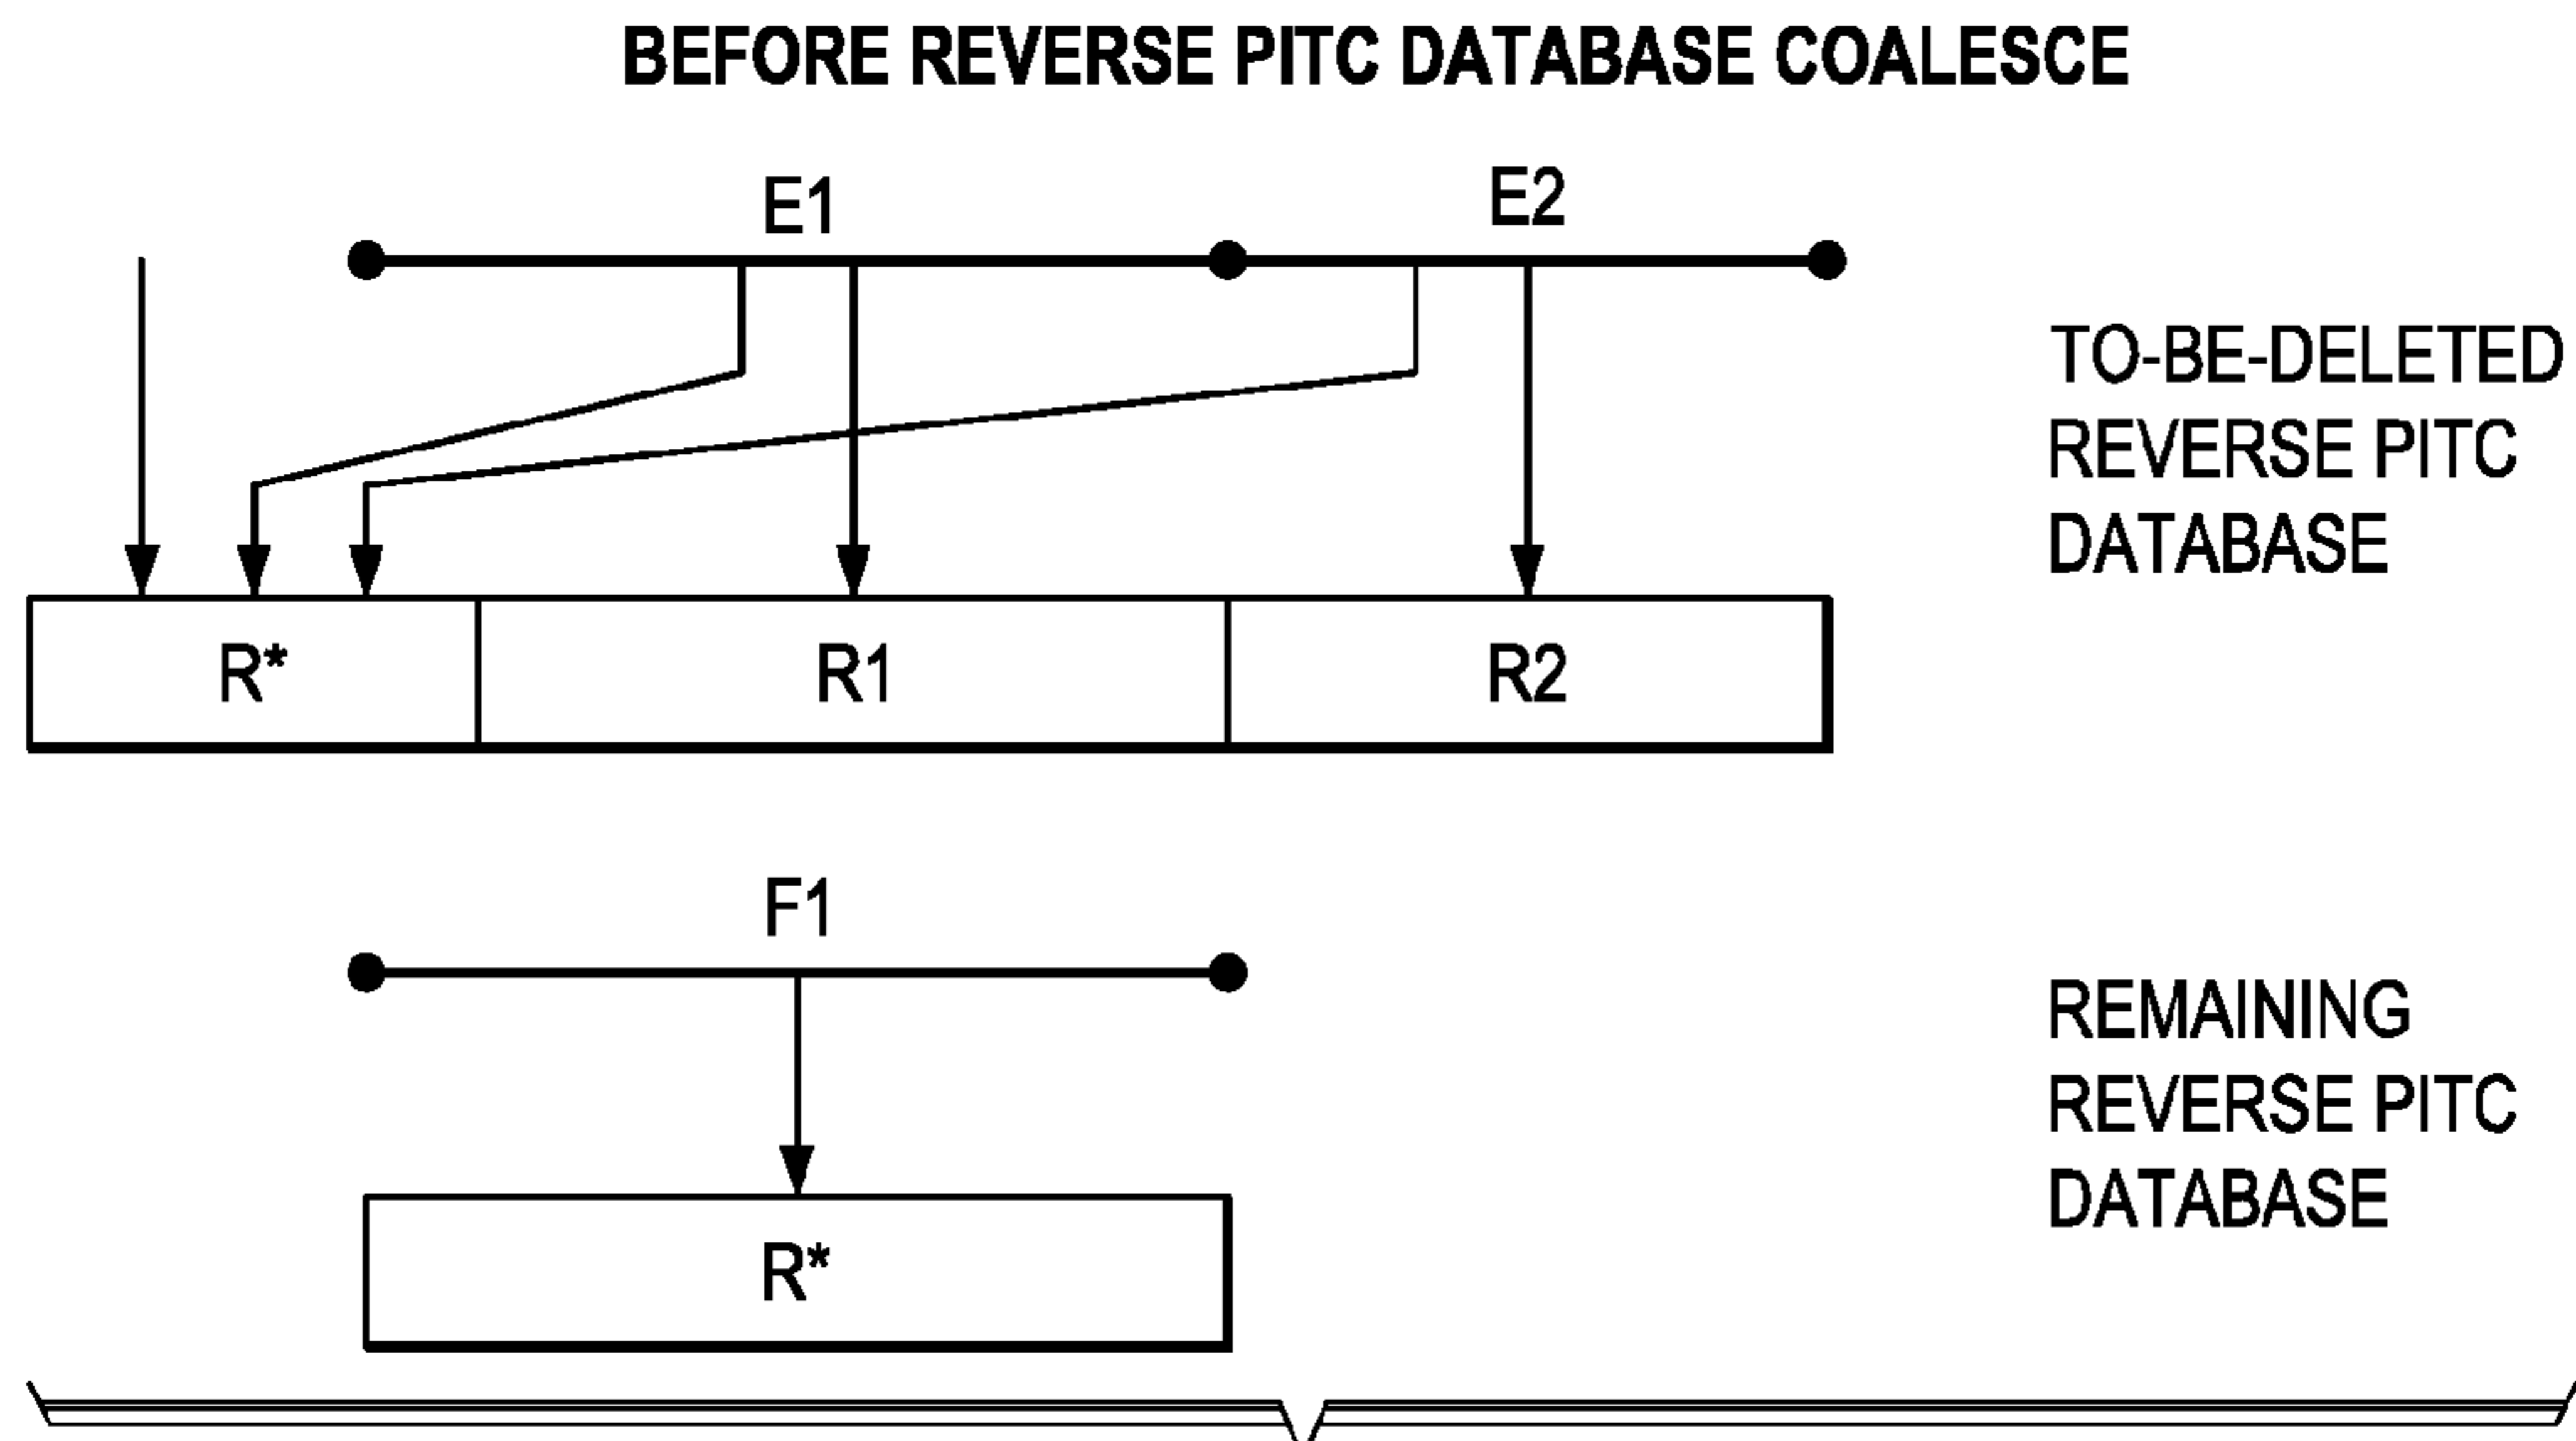 BEFORE REVERSE PITC DATABASE COALESCE
E1
E2
TO-BE-DELETED
REVERSE PITC
DATABASE
R*
R1
R2
F1
REMAINING
REVERSE PITC
DATABASE
R*